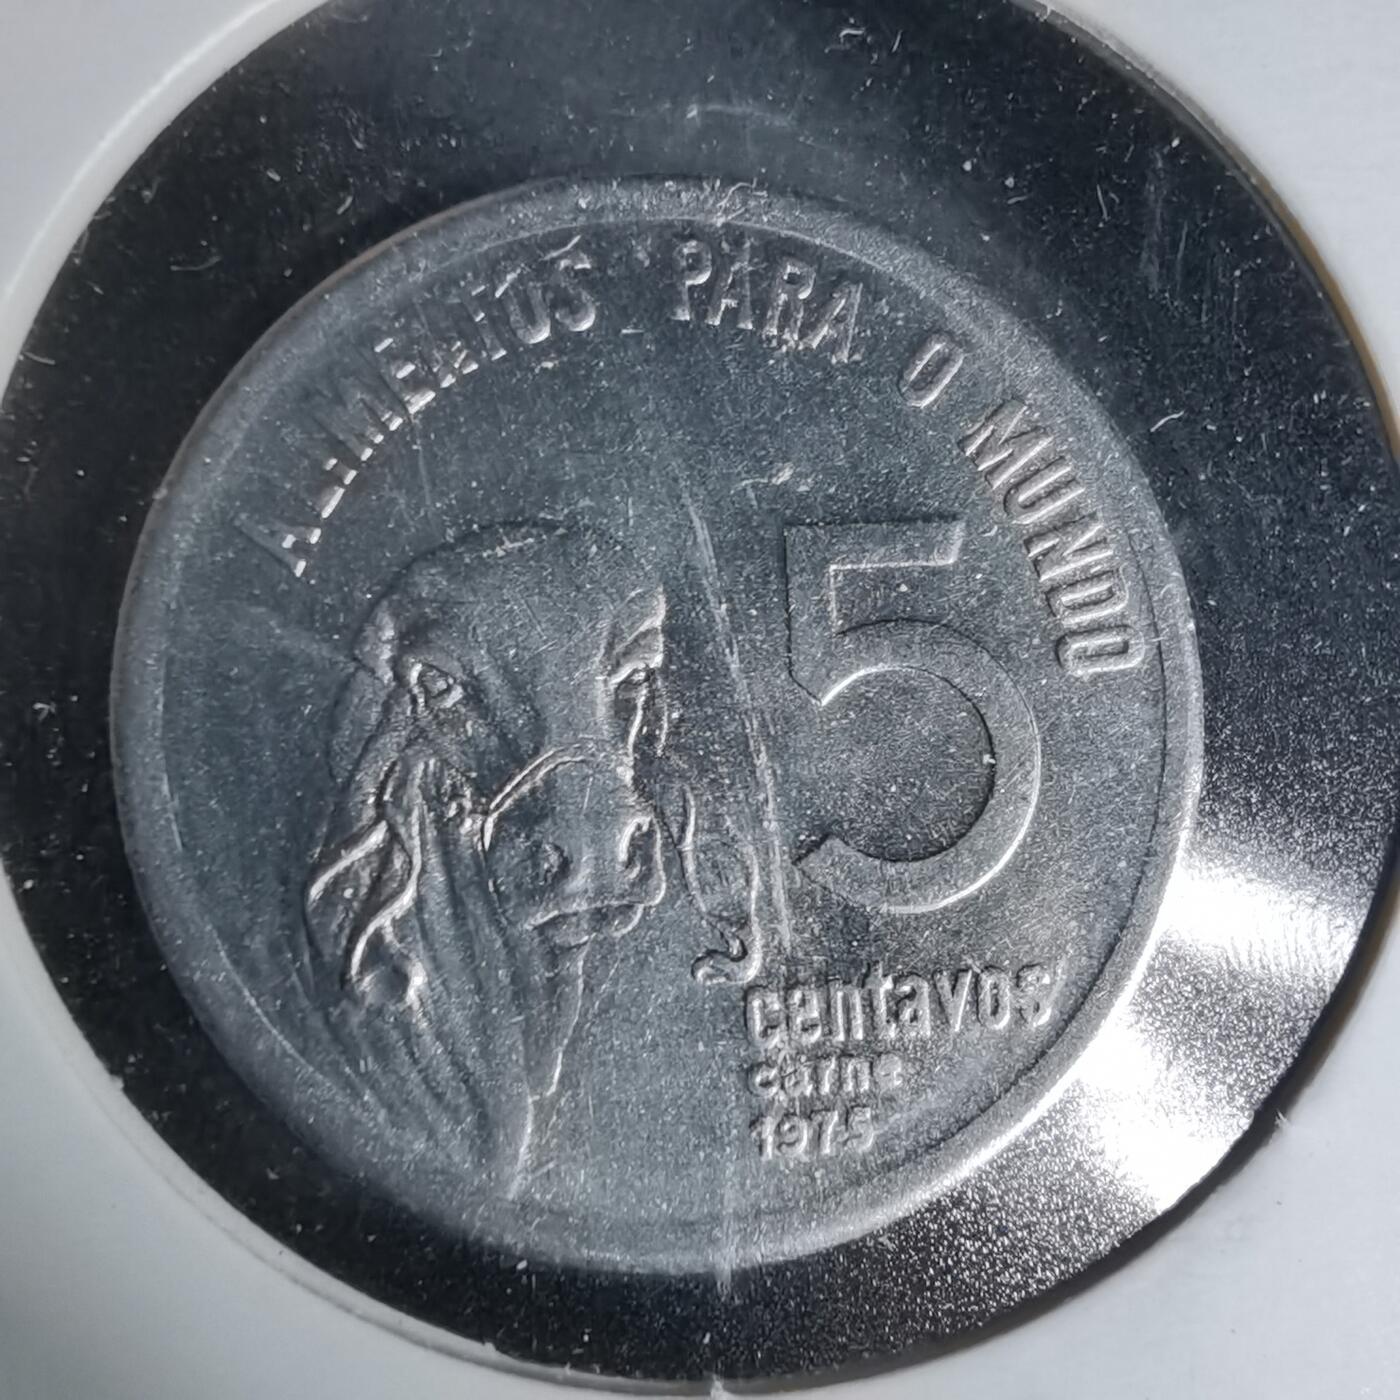 ALIMENTOS PARA O MUNDO
5
centavos
carne
1975